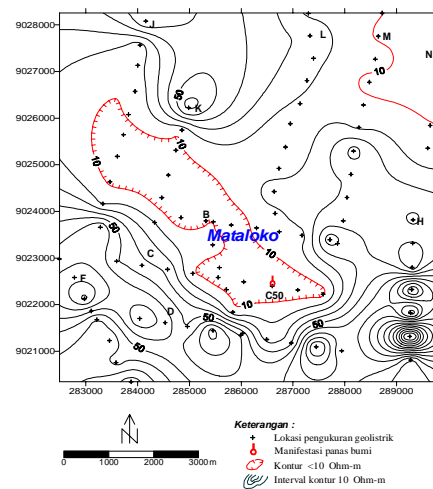 9028000
9027000
9026000
9025000
9024000
9023000
9022000
9021000
J
L
M
N
10
50
K
10
10
B
Mataloko
H
50
C
10
F
C50
D
50
50
50
283000 284000 285000 286000 287000 288000 289000
N
0 1000 2000 3000 m
Keterangan :
Lokasi pengukuran geolistrik
Manifestasi panas bumi
Kontur <10 Ohm-m
Interval kontur 10 Ohm-m